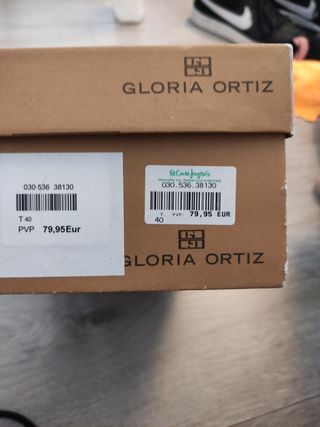 GLORIA ORTIZ
030-536 38130
T 40
PVP 79,95Eur
El Corte Inglés
030.536.38130
T. 40
PVP: 79,95 EUR
GLORIA ORTIZ